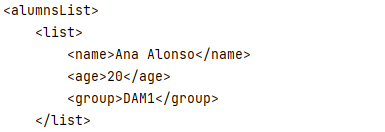 <alumnsList>
    <list>
        <name>Ana Alonso</name>
        <age>20</age>
        <group>DAM1</group>
    </list>